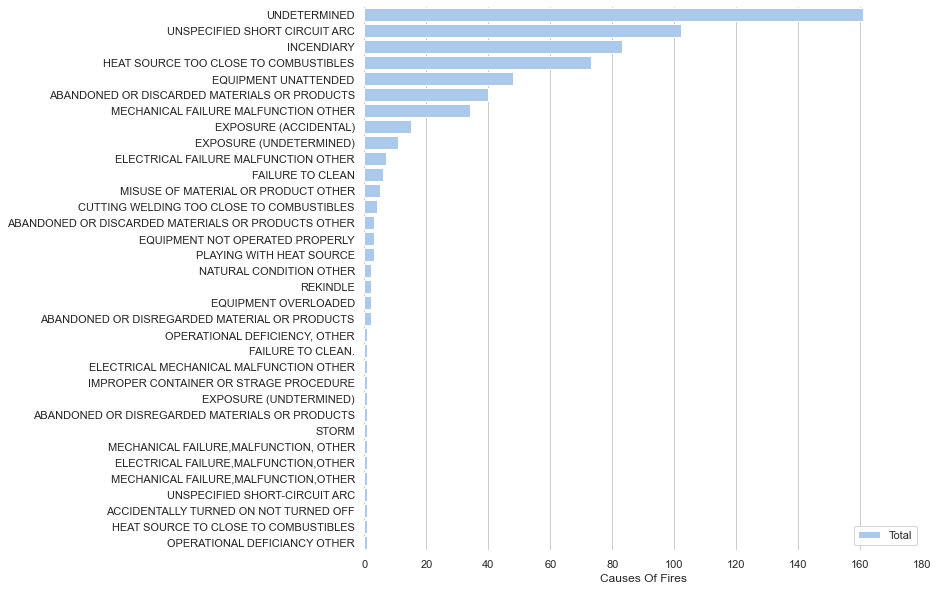 UNDETERMINED
UNSPECIFIED SHORT CIRCUIT ARC
INCENDIARY
HEAT SOURCE TOO CLOSE TO COMBUSTIBLES
EQUIPMENT UNATTENDED
ABANDONED OR DISCARDED MATERIALS OR PRODUCTS
MECHANICAL FAILURE MALFUNCTION OTHER
EXPOSURE (ACCIDENTAL)
EXPOSURE (UNDETERMINED)
ELECTRICAL FAILURE MALFUNCTION OTHER
FAILURE TO CLEAN
MISUSE OF MATERIAL OR PRODUCT OTHER
CUTTING WELDING TOO CLOSE TO COMBUSTIBLES
ABANDONED OR DISCARDED MATERIALS OR PRODUCTS OTHER
EQUIPMENT NOT OPERATED PROPERLY
PLAYING WITH HEAT SOURCE
NATURAL CONDITION OTHER
REKINDLE
EQUIPMENT OVERLOADED
ABANDONED OR DISREGARDED MATERIAL OR PRODUCTS
OPERATIONAL DEFICIENCY, OTHER
FAILURE TO CLEAN.
ELECTRICAL MECHANICAL MALFUNCTION OTHER
IMPROPER CONTAINER OR STRAGE PROCEDURE
EXPOSURE (UNDTERMINED)
ABANDONED OR DISREGARDED MATERIALS OR PRODUCTS
STORM
MECHANICAL FAILURE,MALFUNCTION, OTHER
ELECTRICAL FAILURE,MALFUNCTION,OTHER
MECHANICAL FAILURE,MALFUNCTION,OTHER
UNSPECIFIED SHORT-CIRCUIT ARC
ACCIDENTALLY TURNED ON NOT TURNED OFF
HEAT SOURCE TO CLOSE TO COMBUSTIBLES
OPERATIONAL DEFICIANCY OTHER
Total
0 20 40 60 80 100 120 140 160 180
Causes Of Fires